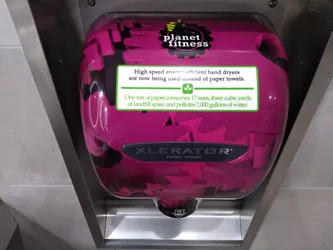 planet
fitness
High speed energy efficient hand dryers
are now being used instead of paper towels.
One ton of paper consumes 17 trees, three cubic yards
of landfill space and pollutes 7,000 gallons of water.
XLERATOR